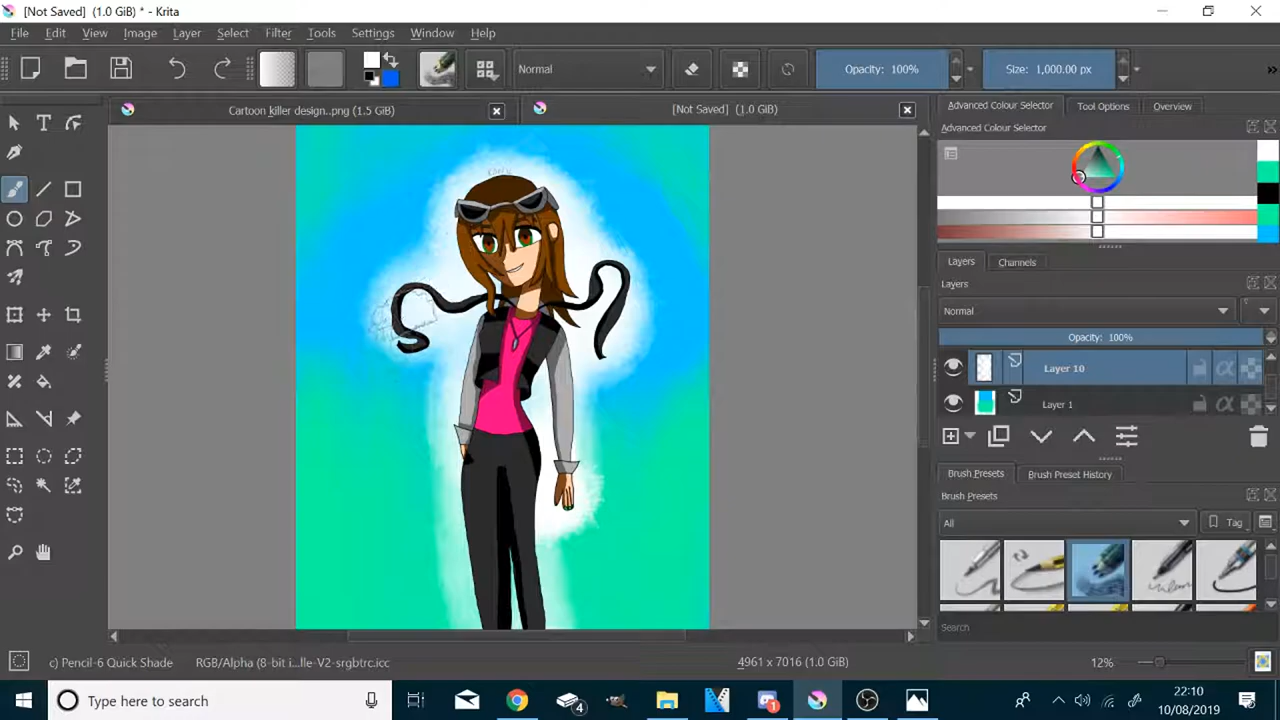 [Not Saved] (1.0 GiB) * - Krita
File Edit View Image Layer Select Filter Tools Settings Window Help
Normal
Opacity: 100%
Size: 1,000.00 px
»
Cartoon killer design..png (1.5 GiB)
[Not Saved] (1.0 GiB)
Advanced Colour Selector
Tool Options
Overview
Advanced Colour Selector
Layers
Channels
Layers
Normal
Opacity: 100%
Layer 10
Layer 1
Brush Presets
Brush Preset History
Brush Presets
All
Tag
Search
c) Pencil-6 Quick Shade
RGB/Alpha (8-bit i...lle-V2-srgbtrc.icc
4961 x 7016 (1.0 GiB)
12%
Type here to search
4
1
22:10
10/08/2019